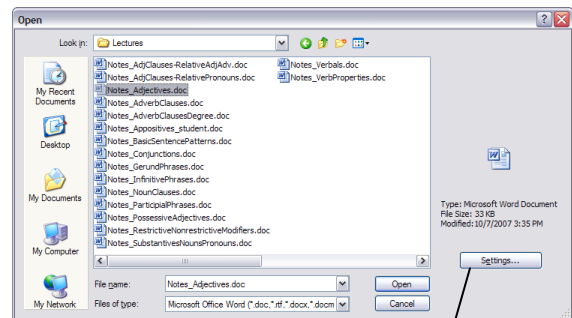 Open
Look in:
Lectures
My Recent Documents
Desktop
My Documents
My Computer
My Network
Notes_AdjClauses-RelativeAdjAdv.doc
Notes_AdjClauses-RelativePronouns.doc
Notes_Adjectives.doc
Notes_AdverbClauses.doc
Notes_AdverbClausesDegree.doc
Notes_Appositives_student.doc
Notes_BasicSentencePatterns.doc
Notes_Conjunctions.doc
Notes_GerundPhrases.doc
Notes_InfinitivePhrases.doc
Notes_NounClauses.doc
Notes_ParticipialPhrases.doc
Notes_PossessiveAdjectives.doc
Notes_RestrictiveNonrestrictiveModifiers.doc
Notes_SubstantivesNounsPronouns.doc
Notes_Verbals.doc
Notes_VerbProperties.doc
Type: Microsoft Word Document
File Size: 33 KB
Modified: 10/7/2007 3:35 PM
Settings...
File name: Notes_Adjectives.doc Open
Files of type: Microsoft Office Word (*.doc,*.rtf,*.docx,*.docm Cancel